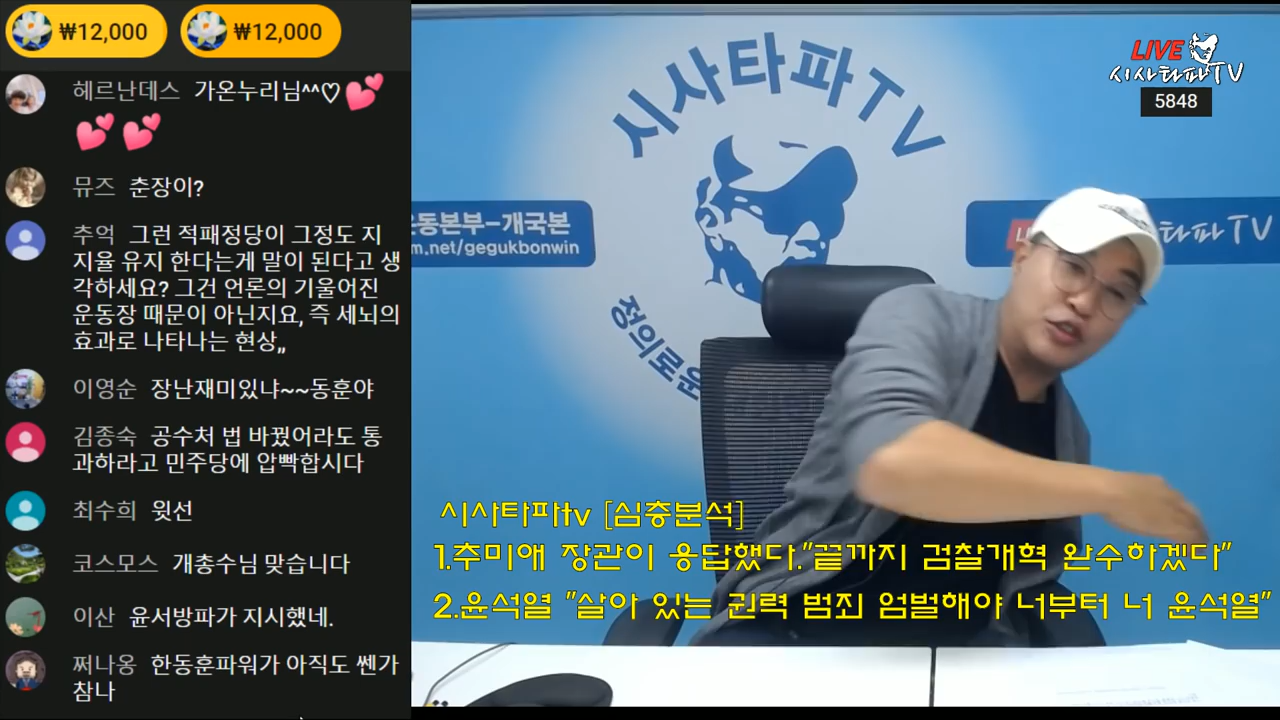 ₩12,000
₩12,000
헤르난데스 가온누리님^^♡
뮤즈 춘장이?
추억 그런 적패정당이 그정도 지
지율 유지 한다는게 말이 된다고 생
각하세요? 그건 언론의 기울어진
운동장 때문이 아닌지요, 즉 세뇌의
효과로 나타나는 현상,,
이영순 장난재미있냐~~동훈아
김종숙 공수처 법 바꿨어라도 통
과하라고 민주당에 압빡합시다
최수희 윗선
코스모스 개총수님 맞습니다
이산 윤서방파가 지시했네.
쩌나옹 한동훈파워가 아직도 쎈가
참나
시사타파TV
LIVE
시사타파TV
5848
운동본부-개국본
m.net/gegukbonwin
타파TV
정의로운
시사타파tv [심층분석]
1.추미애 장관이 응답했다."끝까지 검찰개혁 완수하겠다"
2.윤석열 "살아 있는 권력 범죄 엄벌해야 너부터 너 윤석열"